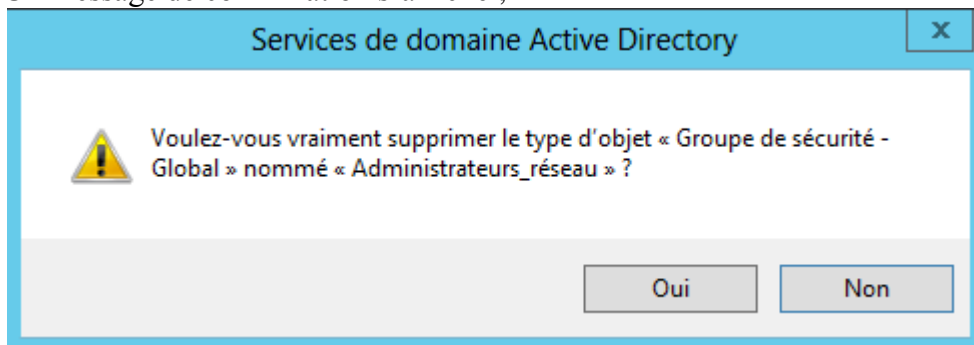 Services de domaine Active Directory
x
Voulez-vous vraiment supprimer le type d'objet « Groupe de sécurité -
Global » nommé « Administrateurs_réseau » ?
Oui
Non